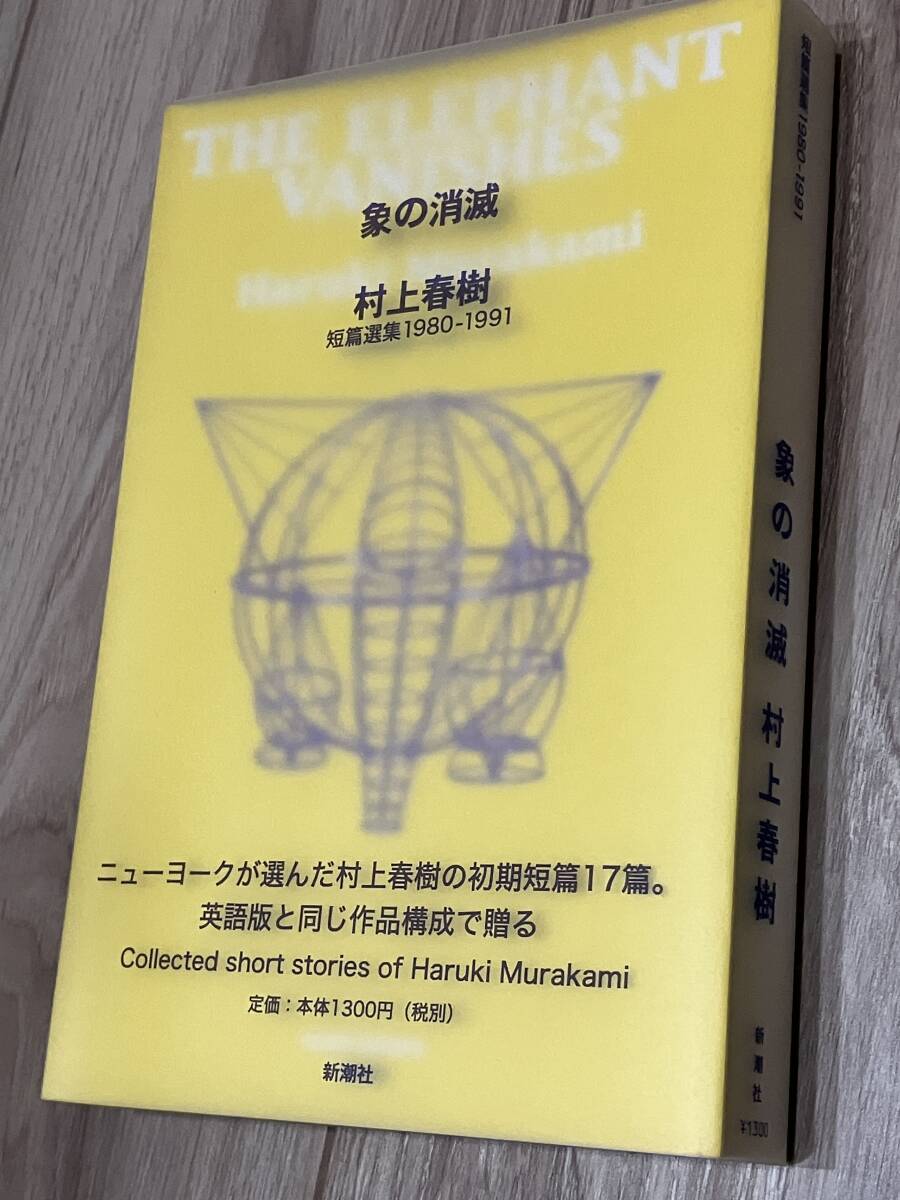 THE ELEPHANT
VANISHES
象の消滅
Haruki Murakami
村上春樹
短篇選集1980-1991
ニューヨークが選んだ村上春樹の初期短篇17篇。
英語版と同じ作品構成で贈る
Collected short stories of Haruki Murakami
定価：本体1300円（税別）
新潮社
短篇選集1980-1991
象の消滅 村上春樹
新潮社
¥1300